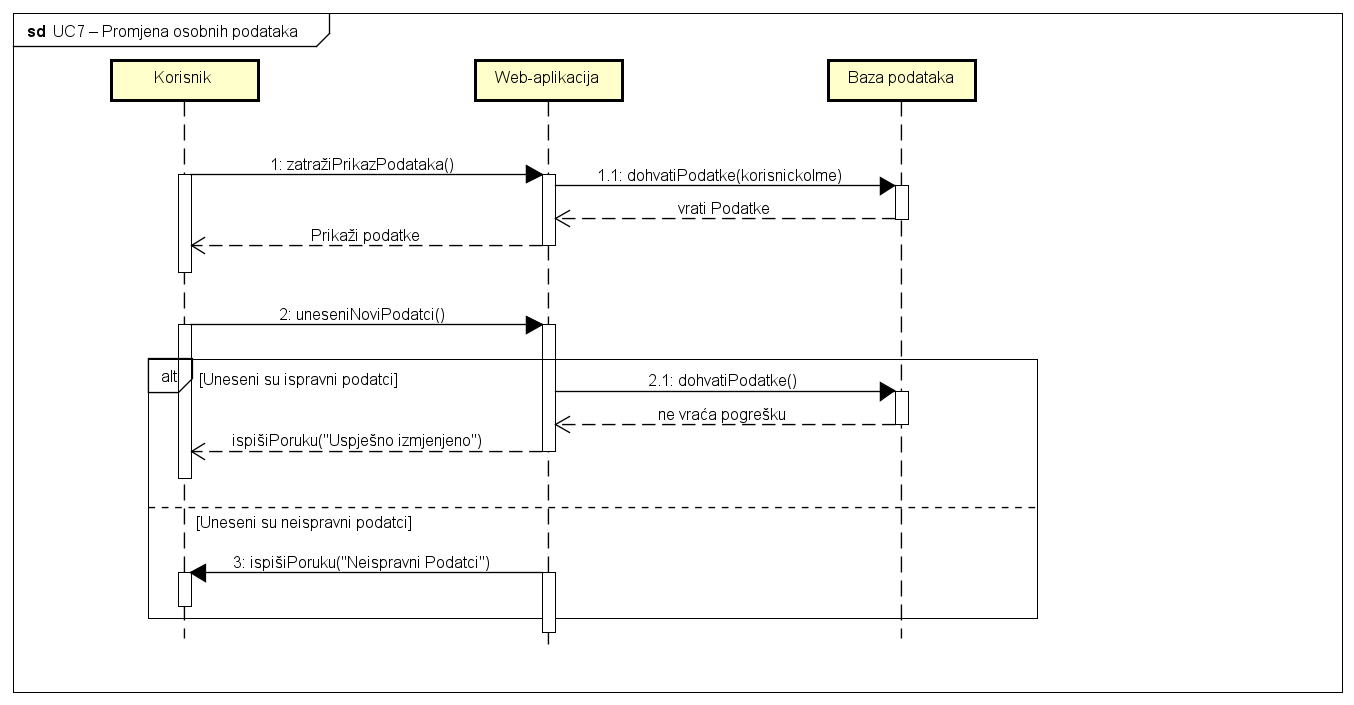 sd UC7 – Promjena osobnih podataka
Korisnik
Web-aplikacija
Baza podataka
1: zatražiPrikazPodataka()
1.1: dohvatiPodatke(korisnickoIme)
vrati Podatke
Prikaži podatke
2: uneseniNoviPodatci()
alt
[Uneseni su ispravni podatci]
2.1: dohvatiPodatke()
ne vraća pogrešku
ispišiPoruku("Uspješno izmjenjeno")
[Uneseni su neispravni podatci]
3: ispišiPoruku("Neispravni Podatci")